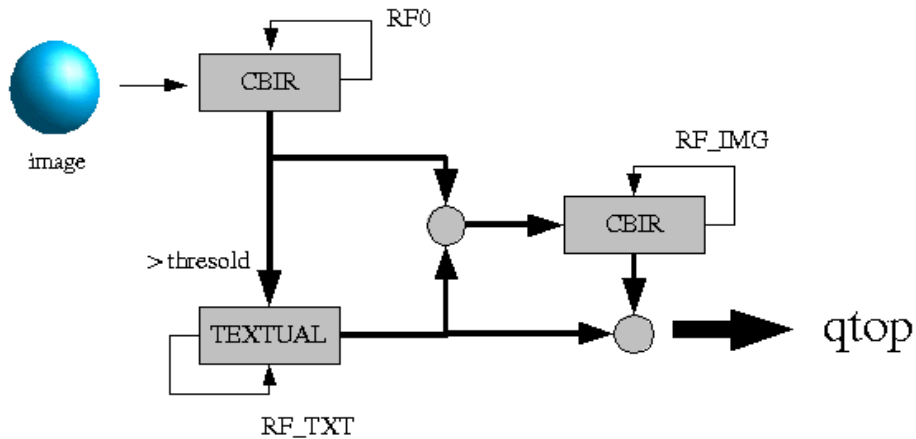 RF0
CBIR
image
RF_IMG
CBIR
> thresold
TEXTUAL
qtop
RF_TXT